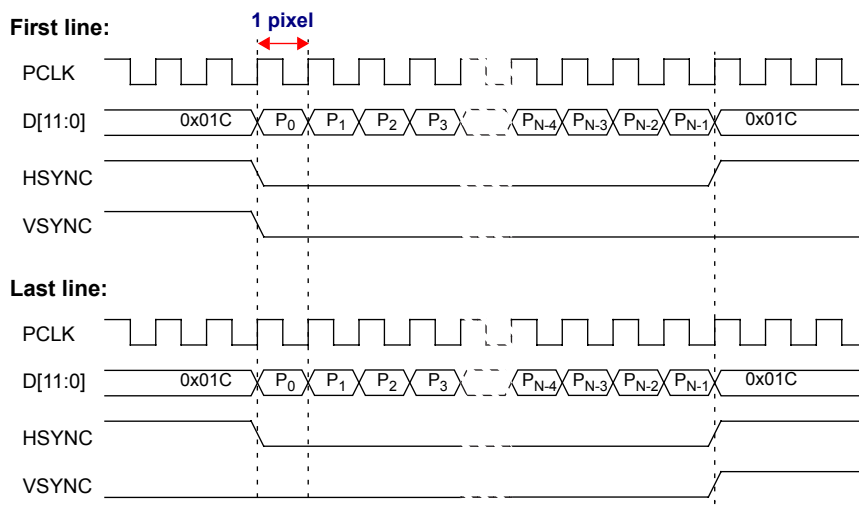 1 pixel
First line:
PCLK
D[11:0] 0x01C P0 P1 P2 P3 PN-4 PN-3 PN-2 PN-1 0x01C
HSYNC
VSYNC
Last line:
PCLK
D[11:0] 0x01C P0 P1 P2 P3 PN-4 PN-3 PN-2 PN-1 0x01C
HSYNC
VSYNC